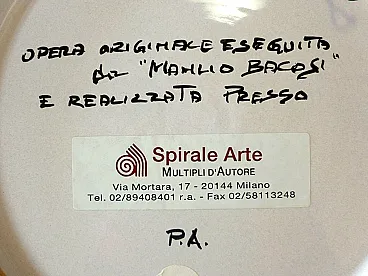 OPERA ORIGINALE ESEGUITA
da "MANLIO BACOSI"
E REALIZZATA PRESSO
Spirale Arte
MULTIPLI D'AUTORE
Via Mortara, 17 - 20144 Milano
Tel. 02/89408401 r.a. - Fax 02/58113248
P.A.